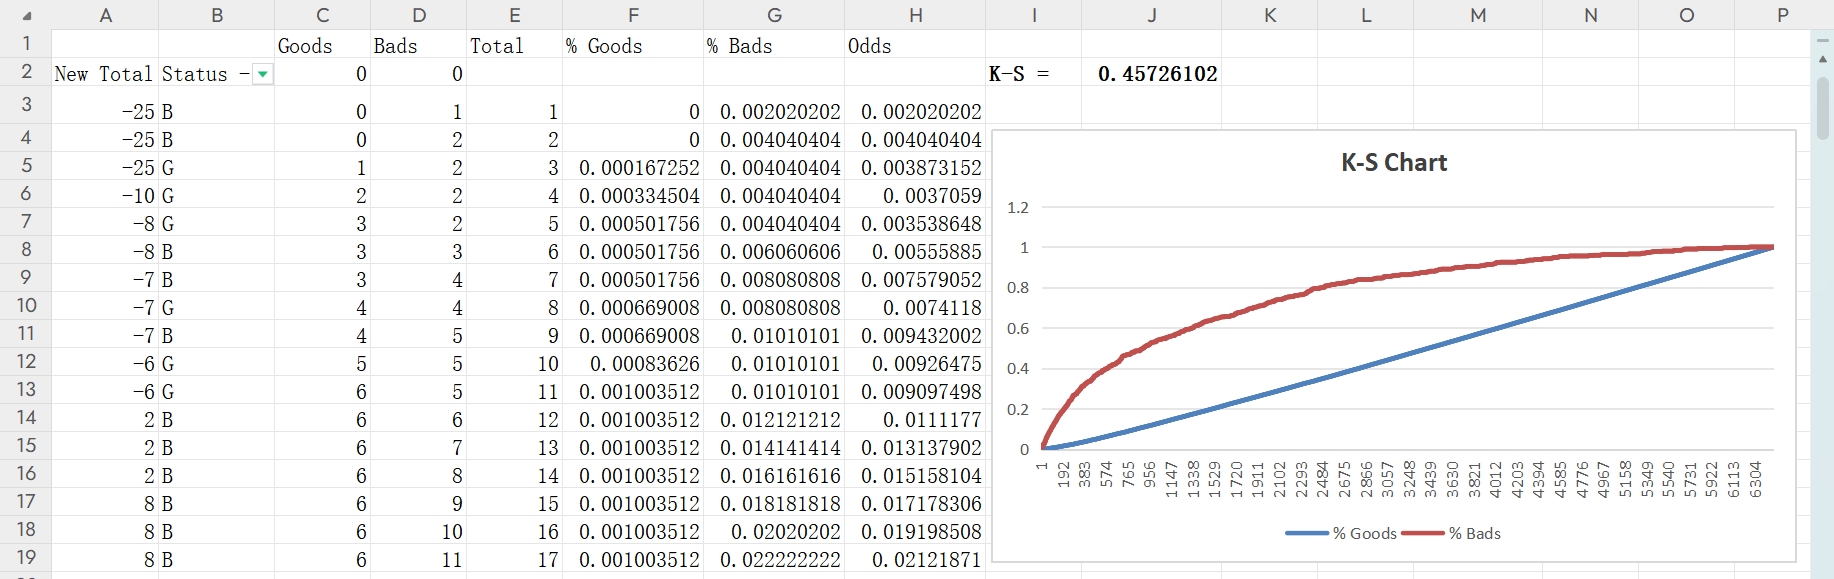 A B C D E F G H I J K L M N O P
1 Goods Bads Total % Goods % Bads Odds
2 New Total Status - 0 0 K-S = 0.45726102
3 -25 B 0 1 1 0 0.002020202 0.002020202
4 -25 B 0 2 2 0 0.004040404 0.004040404
5 -25 G 1 2 3 0.000167252 0.004040404 0.003873152
6 -10 G 2 2 4 0.000334504 0.004040404 0.0037059
7 -8 G 3 2 5 0.000501756 0.004040404 0.003538648
8 -8 B 3 3 6 0.000501756 0.006060606 0.00555885
9 -7 B 3 4 7 0.000501756 0.008080808 0.007579052
10 -7 G 4 4 8 0.000669008 0.008080808 0.0074118
11 -7 B 4 5 9 0.000669008 0.01010101 0.009432002
12 -6 G 5 5 10 0.00083626 0.01010101 0.00926475
13 -6 G 6 5 11 0.001003512 0.01010101 0.009097498
14 2 B 6 6 12 0.001003512 0.012121212 0.0111177
15 2 B 6 7 13 0.001003512 0.014141414 0.013137902
16 2 B 6 8 14 0.001003512 0.016161616 0.015158104
17 8 B 6 9 15 0.001003512 0.018181818 0.017178306
18 8 B 6 10 16 0.001003512 0.02020202 0.019198508
19 8 B 6 11 17 0.001003512 0.022222222 0.02121871
K-S Chart
1.2
1
0.8
0.6
0.4
0.2
0
1 192 383 574 765 956 1147 1338 1529 1720 1911 2102 2293 2484 2675 2866 3057 3248 3439 3630 3821 4012 4203 4394 4585 4776 4967 5158 5349 5540 5731 5922 6113 6304
% Goods % Bads